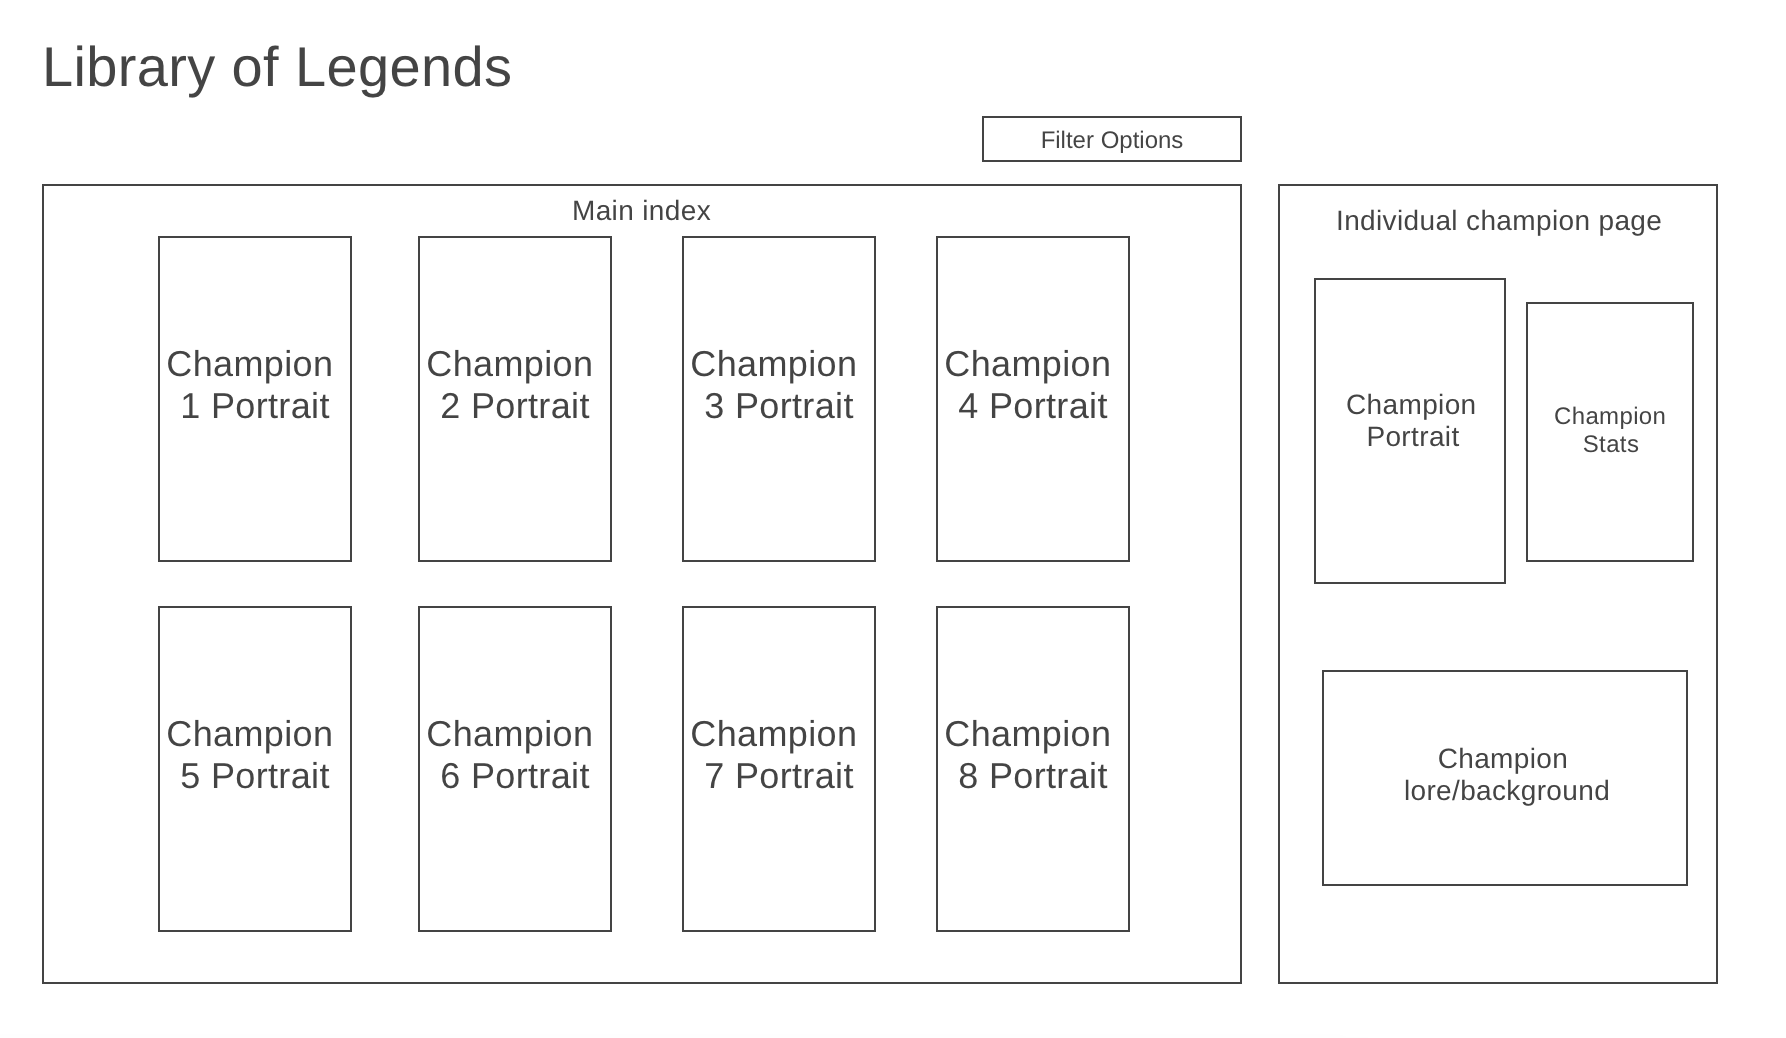 Library of Legends
Filter Options
Main index
Champion
1 Portrait
Champion
2 Portrait
Champion
3 Portrait
Champion
4 Portrait
Champion
5 Portrait
Champion
6 Portrait
Champion
7 Portrait
Champion
8 Portrait
Individual champion page
Champion
Portrait
Champion
Stats
Champion
lore/background